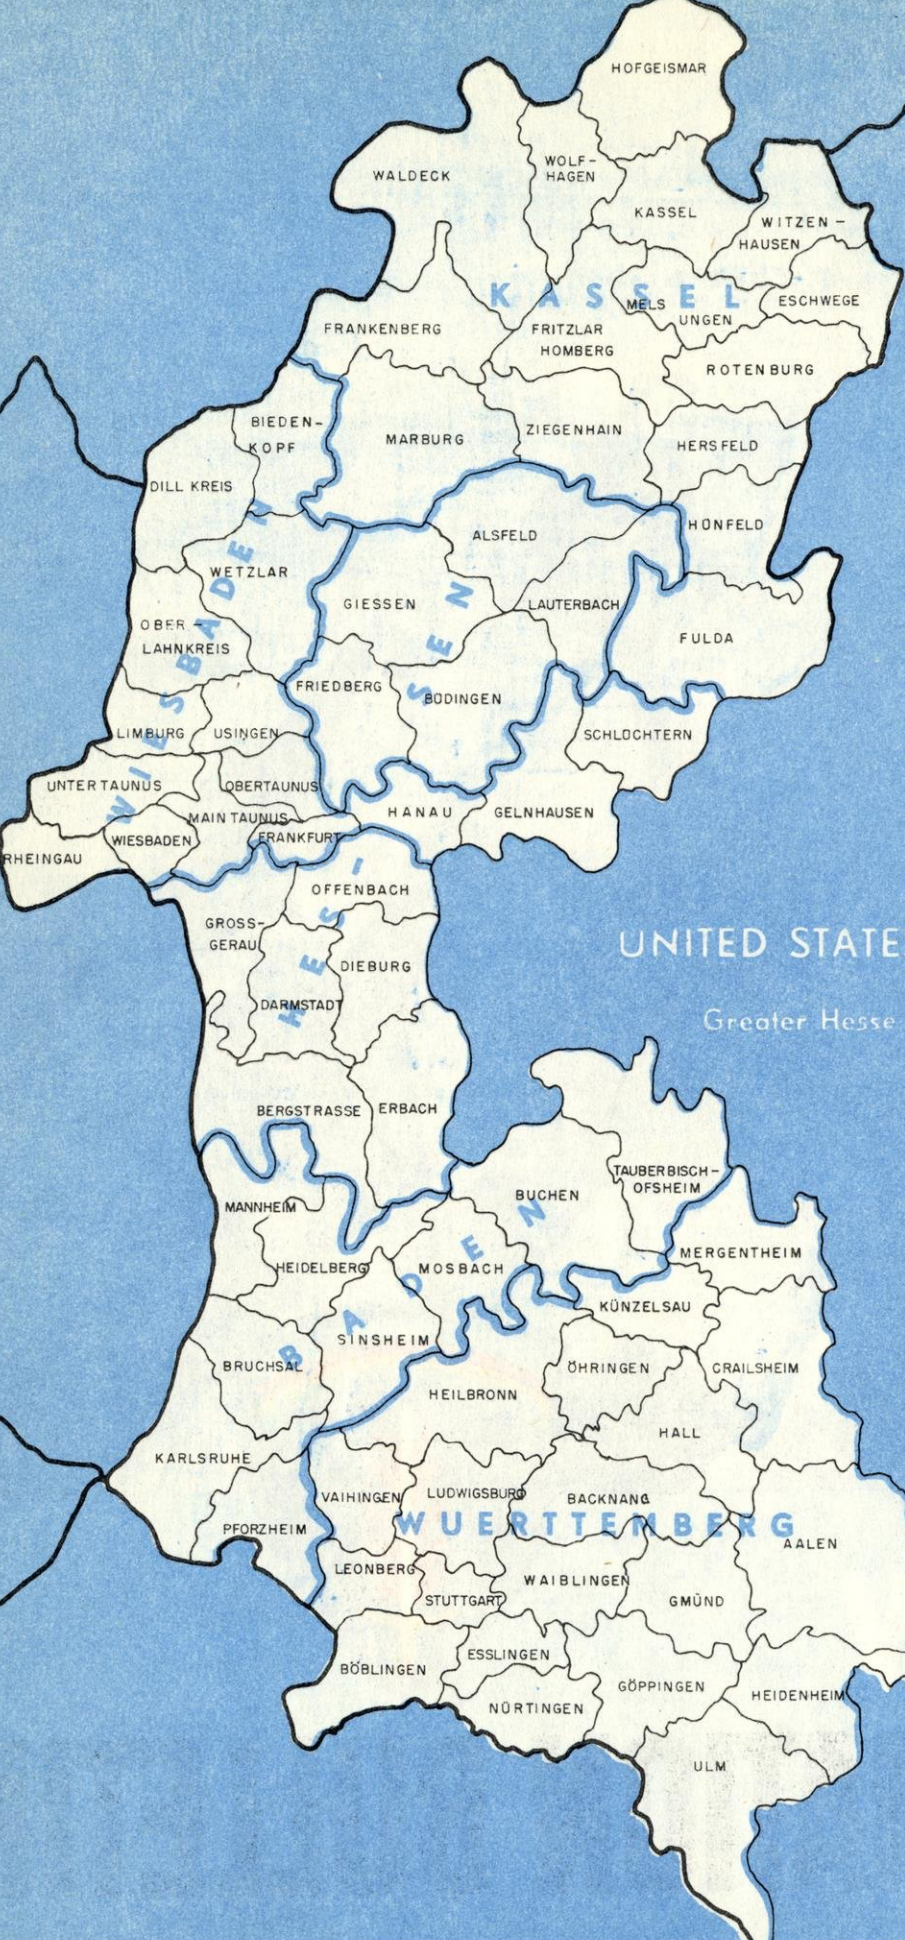 HOFGEISMAR
WALDECK
WOLF-
HAGEN
KASSEL
WITZEN-
HAUSEN
KASSEL
MELS
UNGEN
ESCHWEGE
FRANKENBERG
FRITZLAR
HOMBERG
ROTENBURG
BIEDEN-
KOPF
MARBURG
ZIEGENHAIN
HERSFELD
DILL KREIS
HÜNFELD
ALSFELD
WIESBADEN
WETZLAR
GIESSEN
LAUTERBACH
HESSEN
OBER-
LAHNKREIS
FULDA
FRIEDBERG
BÜDINGEN
LIMBURG
USINGEN
SCHLÜCHTERN
UNTERTAUNUS
OBERTAUNUS
HANAU
GELNHAUSEN
MAIN TAUNUS
WIESBADEN
FRANKFURT
RHEINGAU
OFFENBACH
GROSS-
GERAU
DIEBURG
DARMSTADT
UNITED STATE
Greater Hesse
BERGSTRASSE
ERBACH
TAUBERBISCH-
OFSHEIM
BUCHEN
MANNHEIM
BADEN
MERGENTHEIM
HEIDELBERG
MOSBACH
KÜNZELSAU
SINSHEIM
BRUCHSAL
ÖHRINGEN
CRAILSHEIM
HEILBRONN
HALL
KARLSRUHE
VAIHINGEN
LUDWIGSBURG
BACKNANG
WUERTTEMBERG
PFORZHEIM
AALEN
LEONBERG
WAIBLINGEN
STUTTGART
GMÜND
ESSLINGEN
BÖBLINGEN
GÖPPINGEN
HEIDENHEIM
NÜRTINGEN
ULM